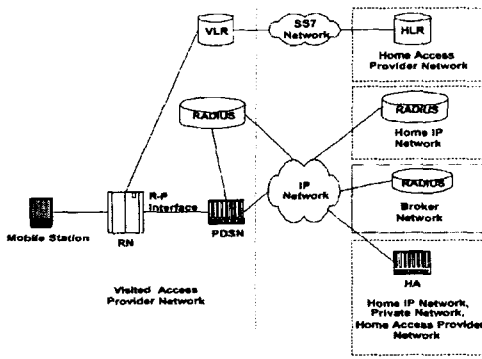 VLR
SS7
Network
HLR
Home Access
Provider Network
RADIUS
RADIUS
Home IP
Network
IP
Network
RADIUS
Broker
Network
R-P
Interface
Mobile Station
RN
PDSN
HA
Visited Access
Provider Network
Home IP Network,
Private Network,
Home Access Provider
Network